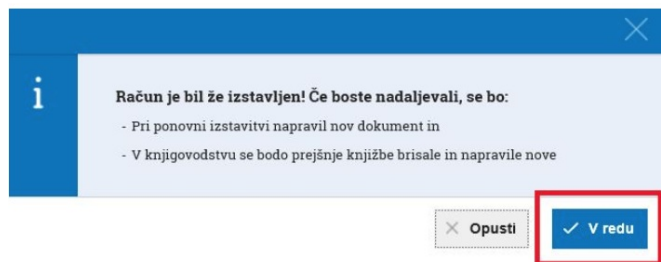 Račun je bil že izstavljen! Če boste nadaljevali, se bo:
- Pri ponovni izstavitvi napravil nov dokument in
- V knjigovodstvu se bodo prejšnje knjižbe brisale in napravile nove
Opusti
V redu